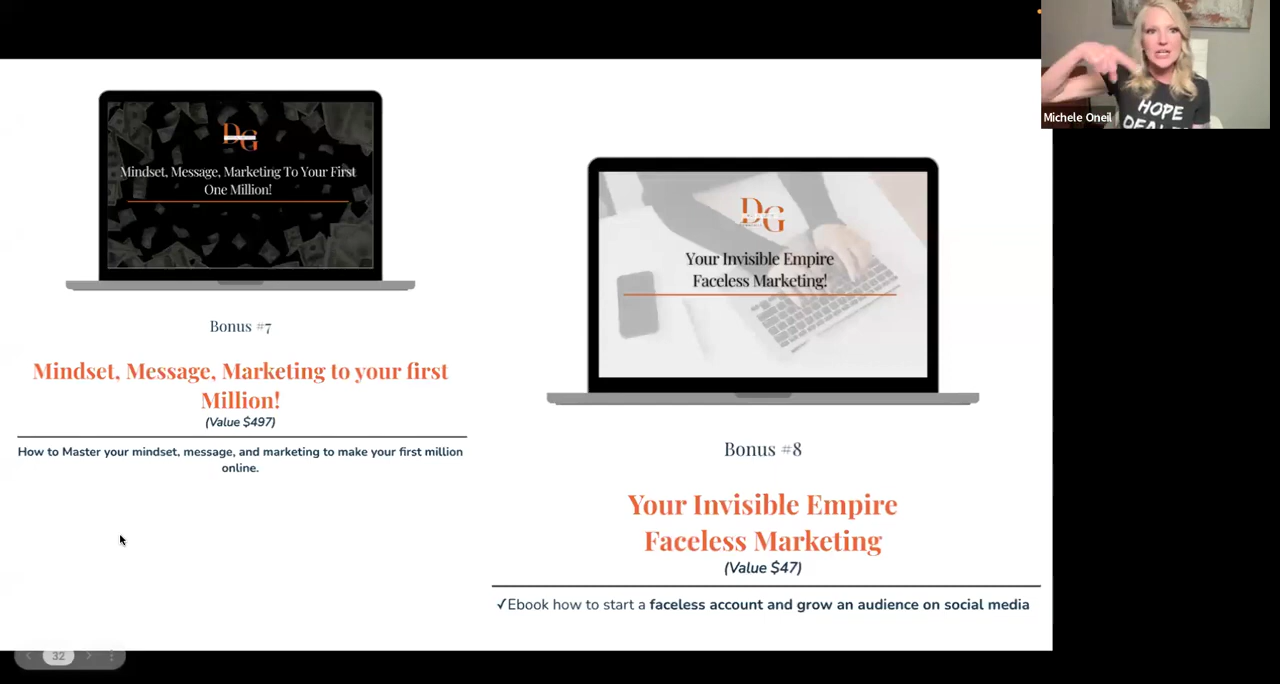 DG
Mindset, Message, Marketing To Your First
One Million!
Bonus #7
Mindset, Message, Marketing to your first
Million!
(Value $497)
How to Master your mindset, message, and marketing to make your first million
online.
DG
Your Invisible Empire
Faceless Marketing!
Bonus #8
Your Invisible Empire
Faceless Marketing
(Value $47)
✓Ebook how to start a faceless account and grow an audience on social media
HOPE
DEALE
Michele Oneil
32